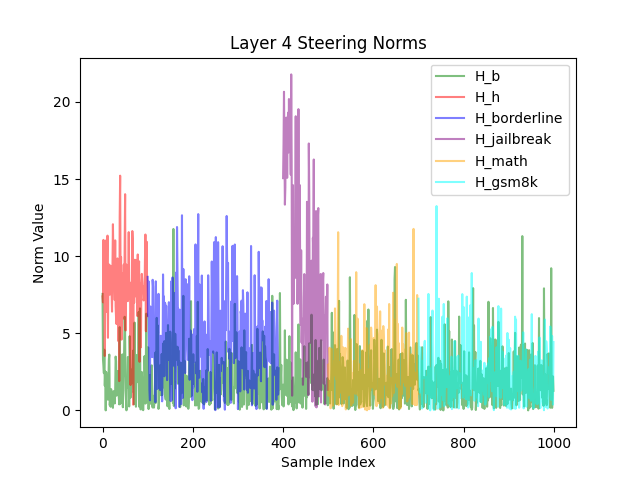 Layer 4 Steering Norms
H_b
H_h
H_borderline
H_jailbreak
H_math
H_gsm8k
20
15
10
5
0
Norm Value
0
200
400
600
800
1000
Sample Index